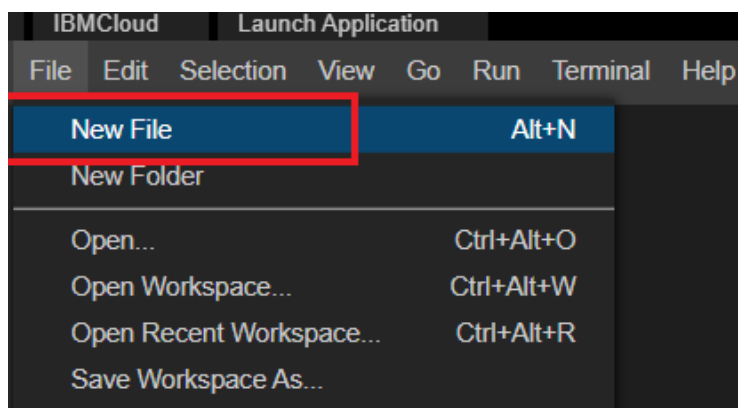 IBMCloud Launch Application
File Edit Selection View Go Run Terminal Help
New File Alt+N
New Folder
Open... Ctrl+Alt+O
Open Workspace... Ctrl+Alt+W
Open Recent Workspace... Ctrl+Alt+R
Save Workspace As...